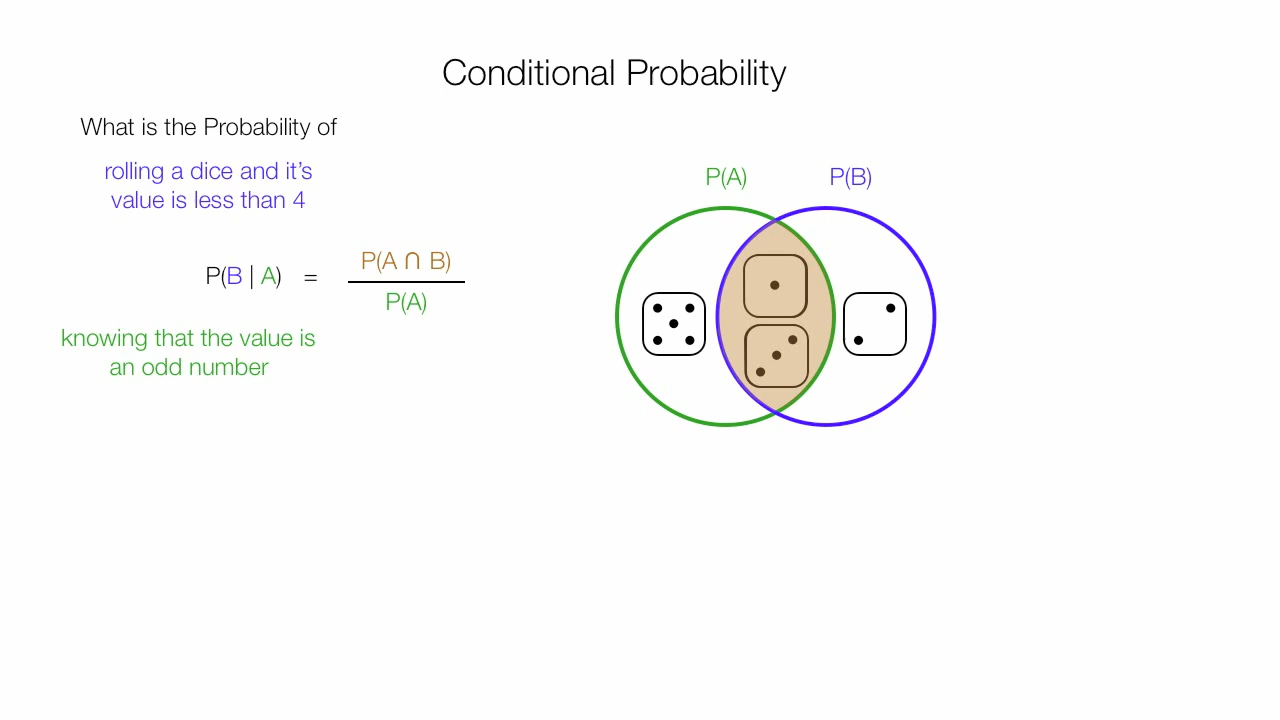 Conditional Probability
What is the Probability of
rolling a dice and it's
value is less than 4
P(B | A) = P(A ∩ B)
P(A)
knowing that the value is
an odd number
P(A)
P(B)